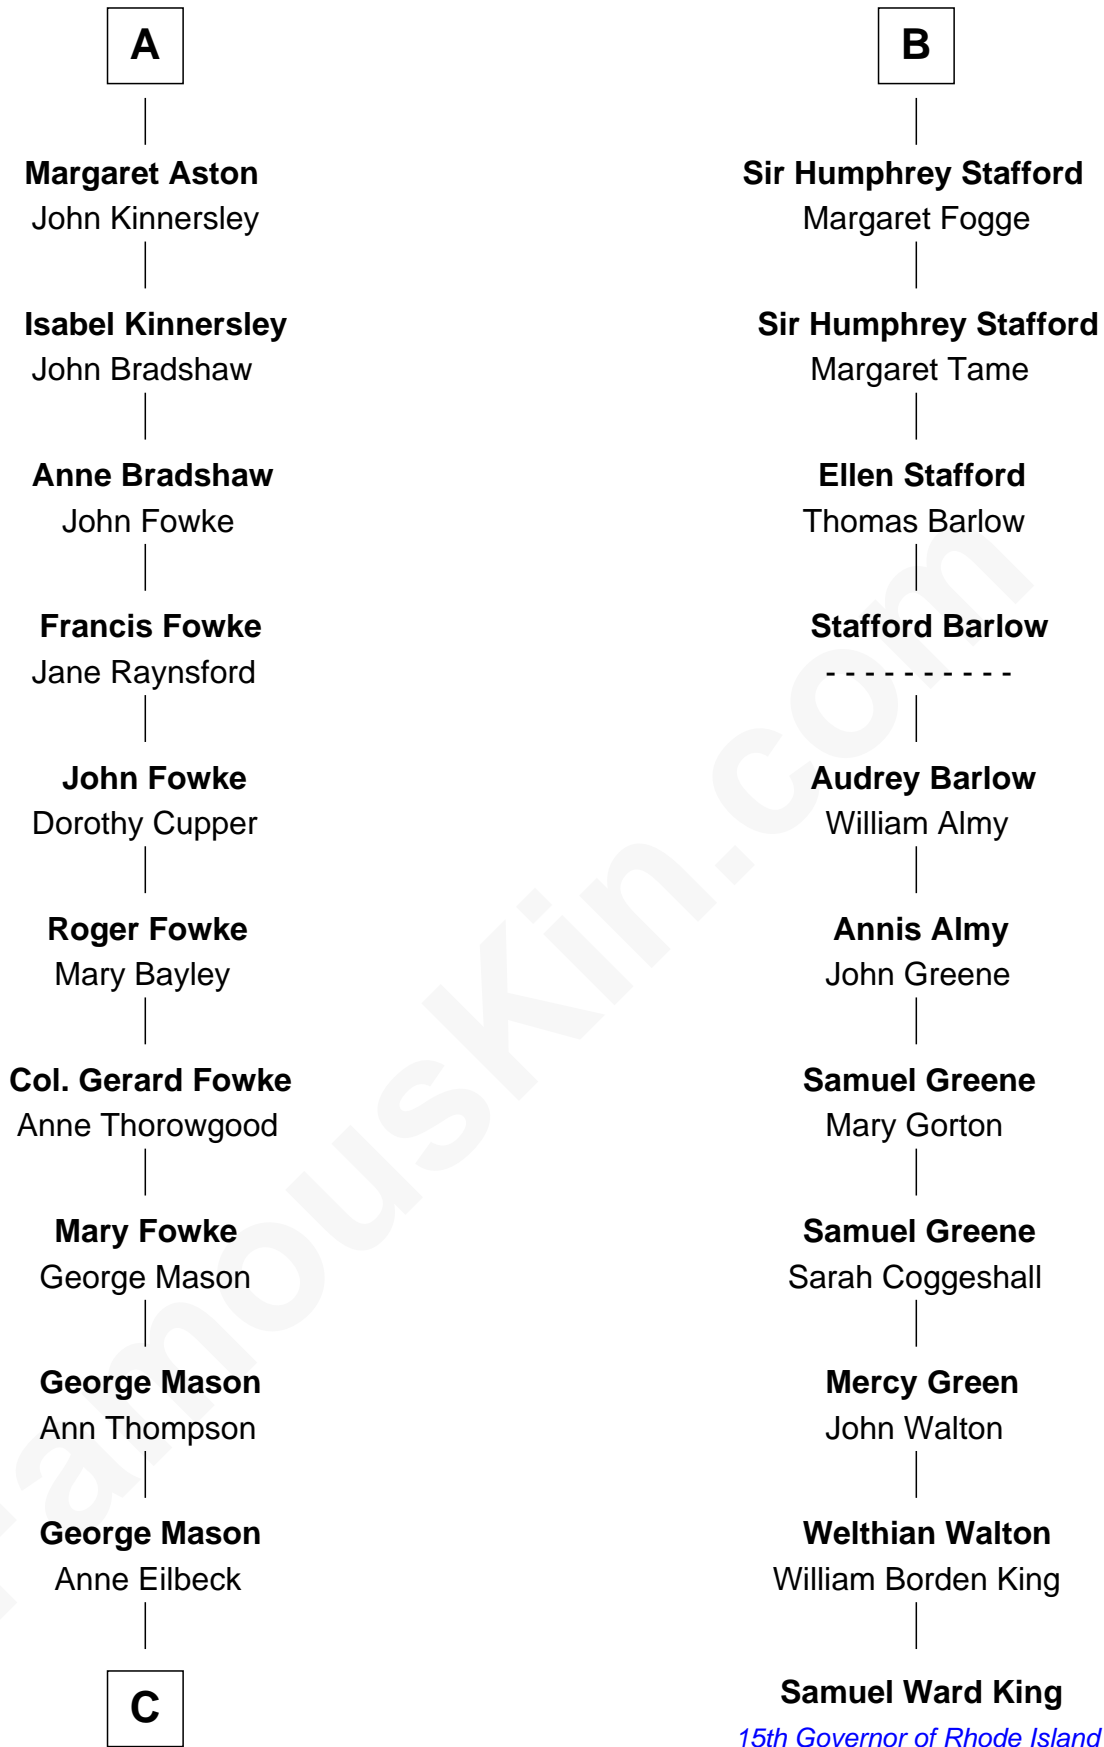 A
Margaret Aston
John Kinnersley
Isabel Kinnersley
John Bradshaw
Anne Bradshaw
John Fowke
Francis Fowke
Jane Raynsford
John Fowke
Dorothy Cupper
Roger Fowke
Mary Bayley
Col. Gerard Fowke
Anne Thorowgood
Mary Fowke
George Mason
George Mason
Ann Thompson
George Mason
Anne Eilbeck
C
B
Sir Humphrey Stafford
Margaret Fogge
Sir Humphrey Stafford
Margaret Tame
Ellen Stafford
Thomas Barlow
Stafford Barlow
- - - - - - - - - -
Audrey Barlow
William Almy
Annis Almy
John Greene
Samuel Greene
Mary Gorton
Samuel Greene
Sarah Coggeshall
Mercy Green
John Walton
Welthian Walton
William Borden King
Samuel Ward King
15th Governor of Rhode Island
FamousKin.com